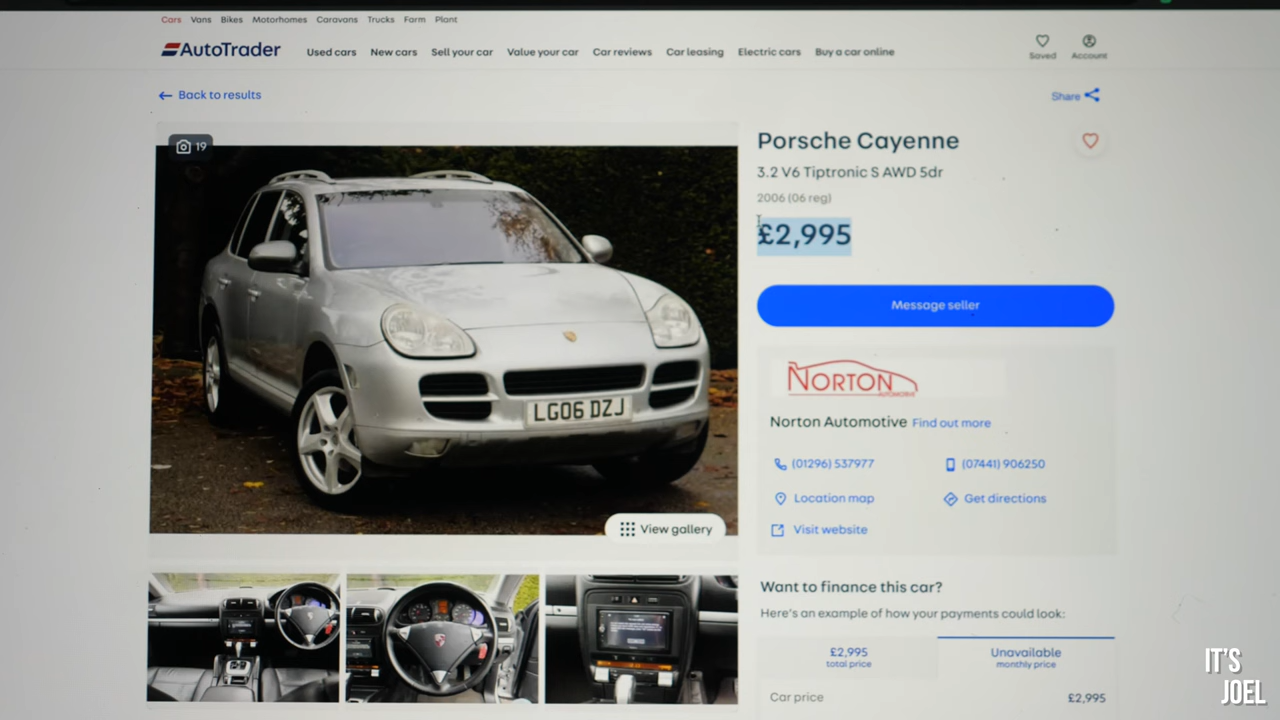 Cars Vans Bikes Motorhomes Caravans Trucks Farm Plant
AutoTrader
Used cars New cars Sell your car Value your car Car reviews Car leasing Electric cars Buy a car online
Saved Account
Back to results
Share
19
Porsche Cayenne
3.2 V6 Tiptronic S AWD 5dr
2006 (06 reg)
£2,995
Message seller
LG06 DZJ
View gallery
NORTON
AUTOMOTIVE
Norton Automotive Find out more
(01296) 537977 (07441) 906250
Location map Get directions
Visit website
Want to finance this car?
Here's an example of how your payments could look:
£2,995 Unavailable
total price monthly price
Car price £2,995
IT'S
JOEL